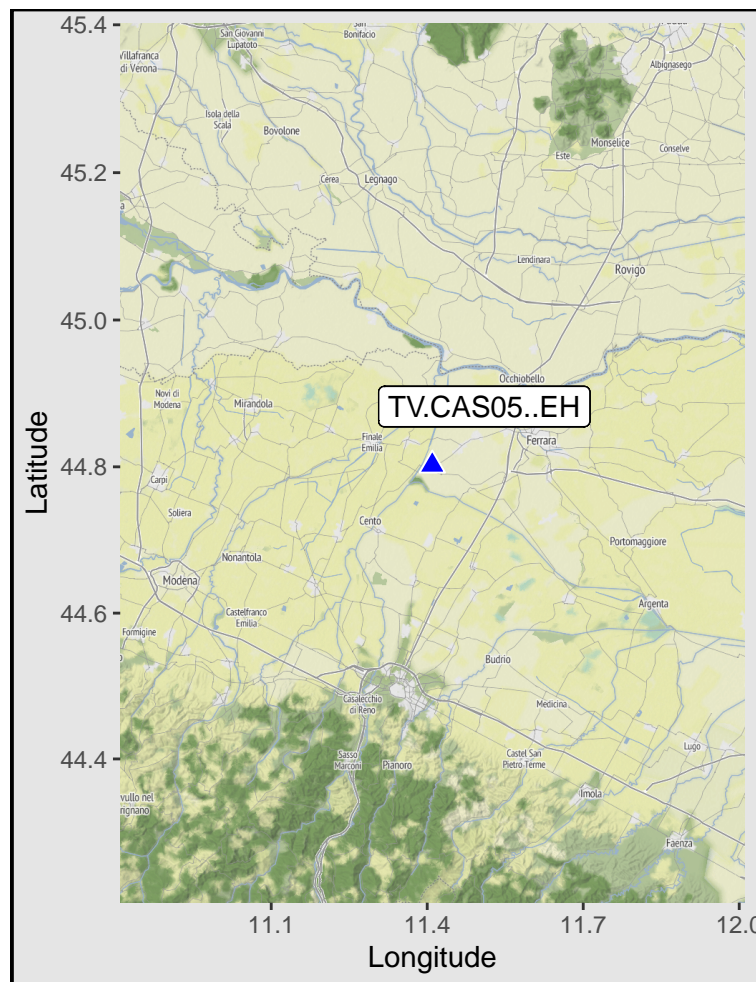 45.4
45.2
45.0
44.8
44.6
44.4
Latitude
San Giovanni
Lupatoto
Bonifacio
Villafranca
di Verona
Albignasego
Isola della
Scala
Bovolone
Monselice
Conselve
Este
Cerea
Legnago
Lendinara
Rovigo
Occhiobello
Novi di
Modena
Mirandola
TV.CAS05..EH
Finale
Emilia
Ferrara
Carpi
Soliera
Cento
Portomaggiore
Nonantola
Modena
Castelfranco
Emilia
Argenta
Formigine
Budrio
Casalecchio
di Reno
Medicina
Sasso
Marconi
Pianoro
Castel San
Pietro Terme
Lugo
Imola
vullo nel
rignano
Faenza
11.1
11.4
11.7
12.0
Longitude